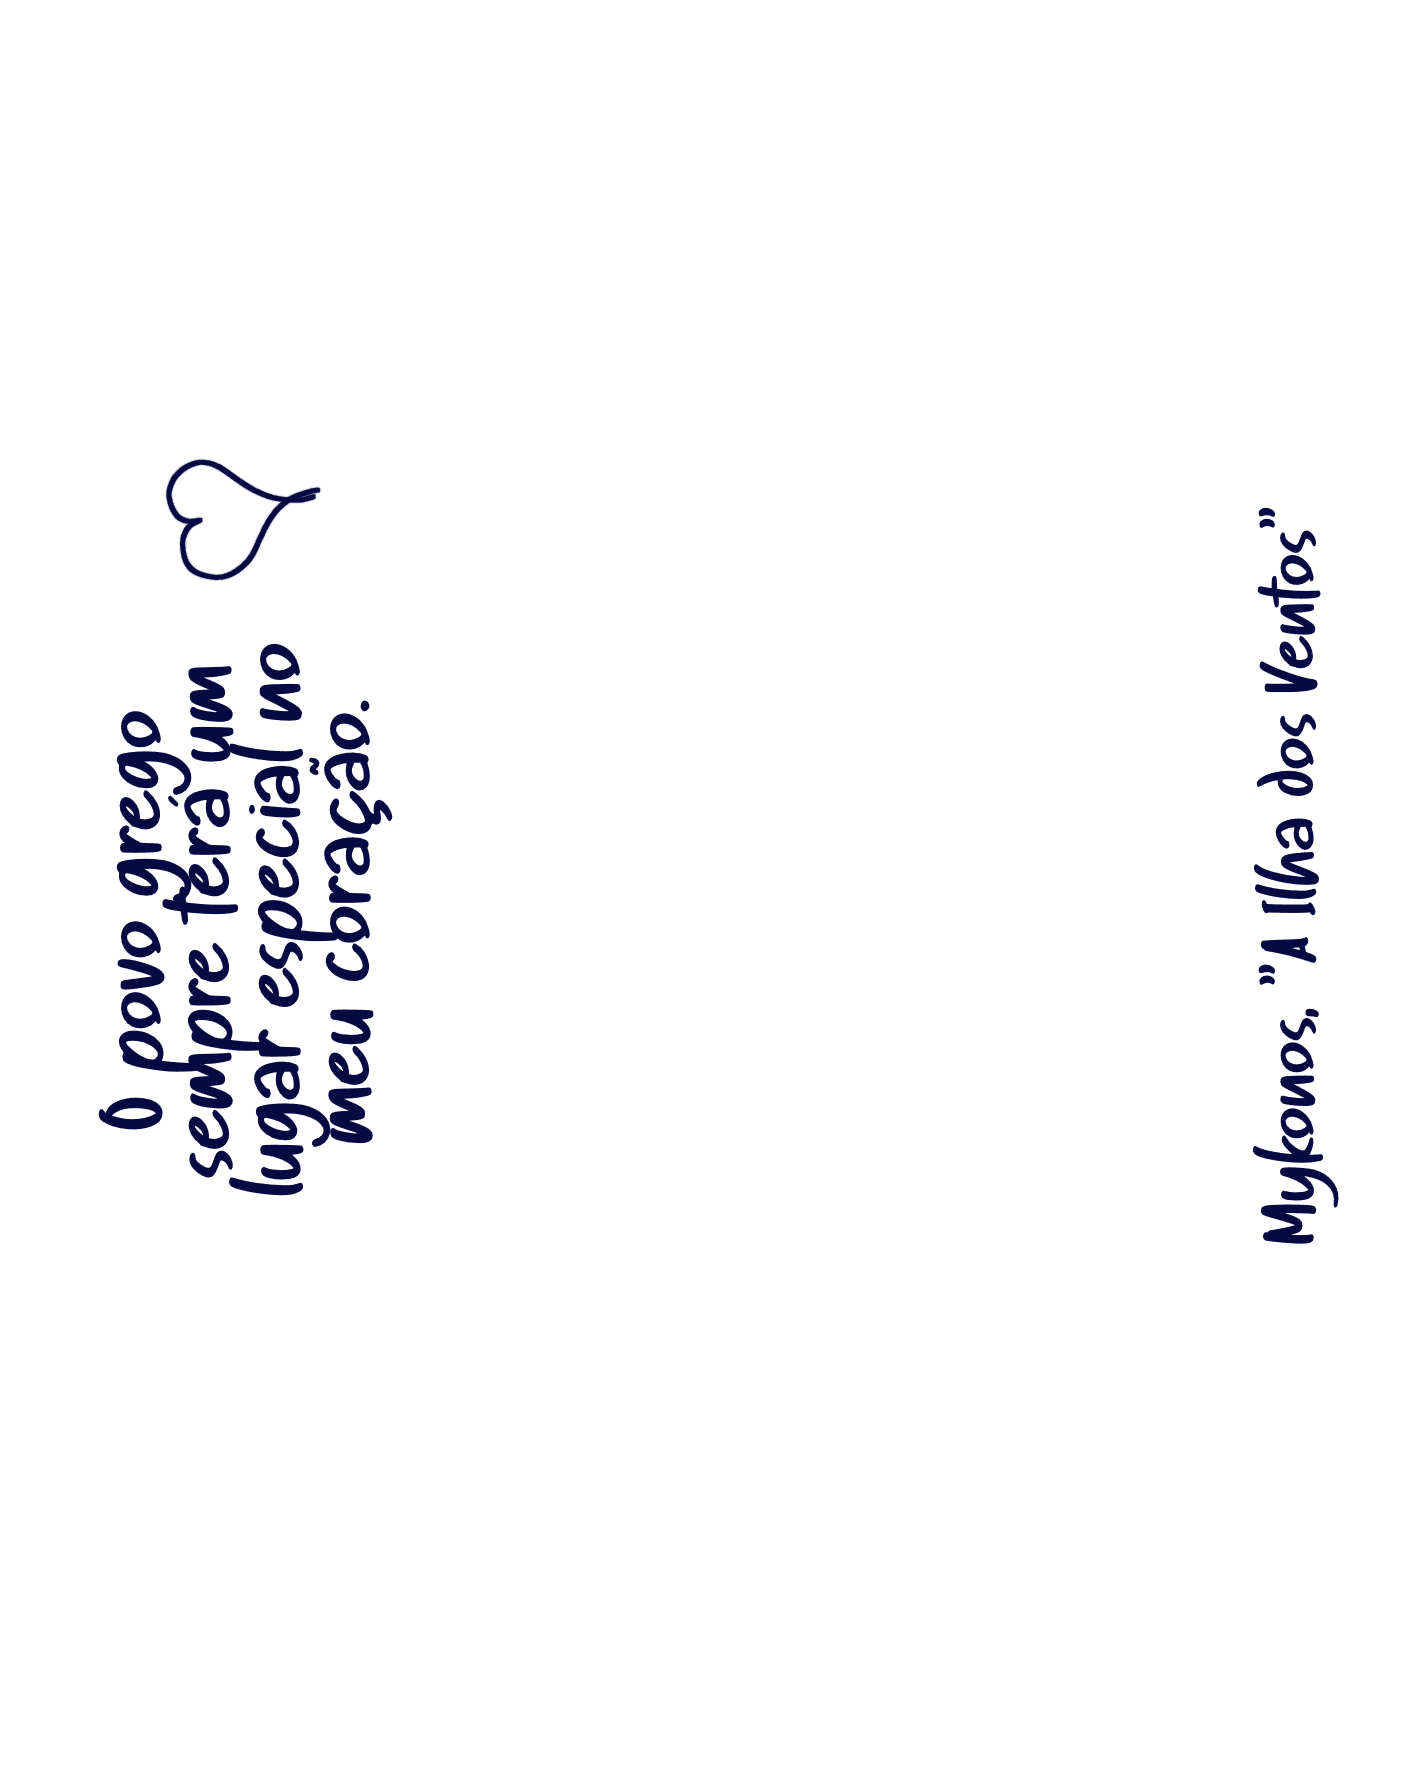 O povo grego
sempre terá um
lugar especial no
meu coração.
Mykonos, "A Ilha dos Ventos"